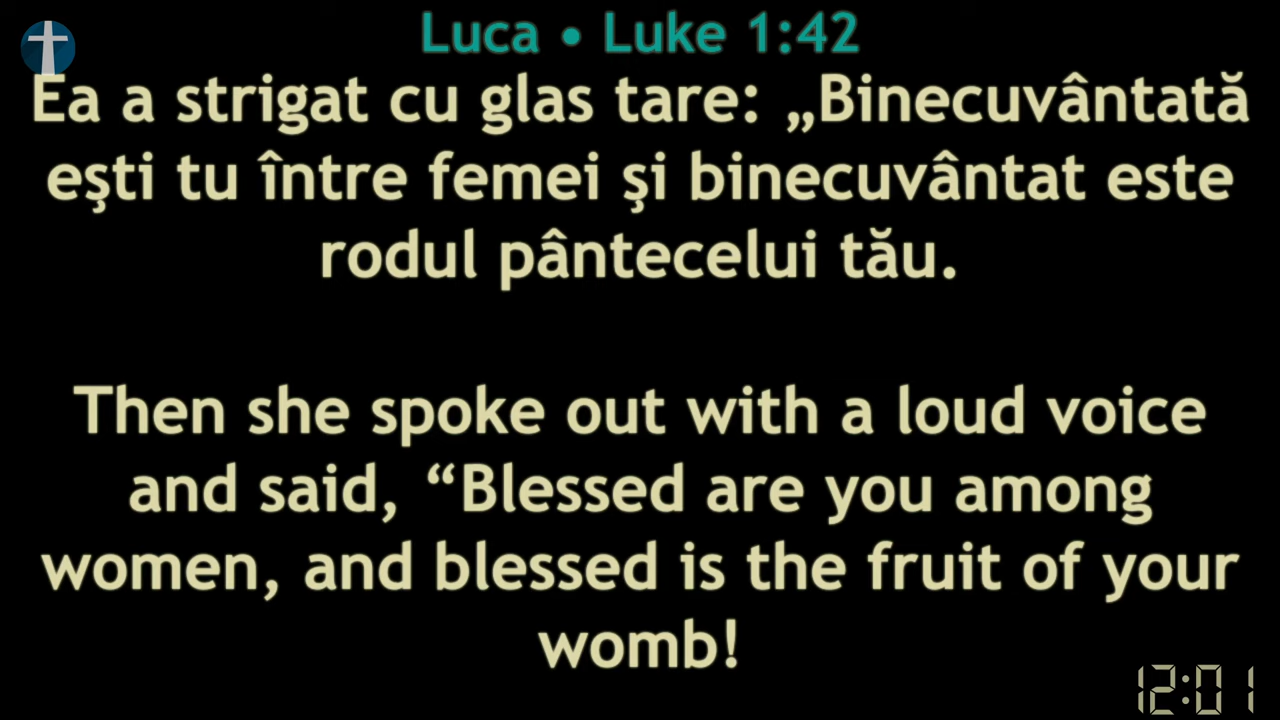 Luca • Luke 1:42
Ea a strigat cu glas tare: „Binecuvântată
eşti tu între femei şi binecuvântat este
rodul pântecelui tău.
Then she spoke out with a loud voice
and said, “Blessed are you among
women, and blessed is the fruit of your
womb!
12:01